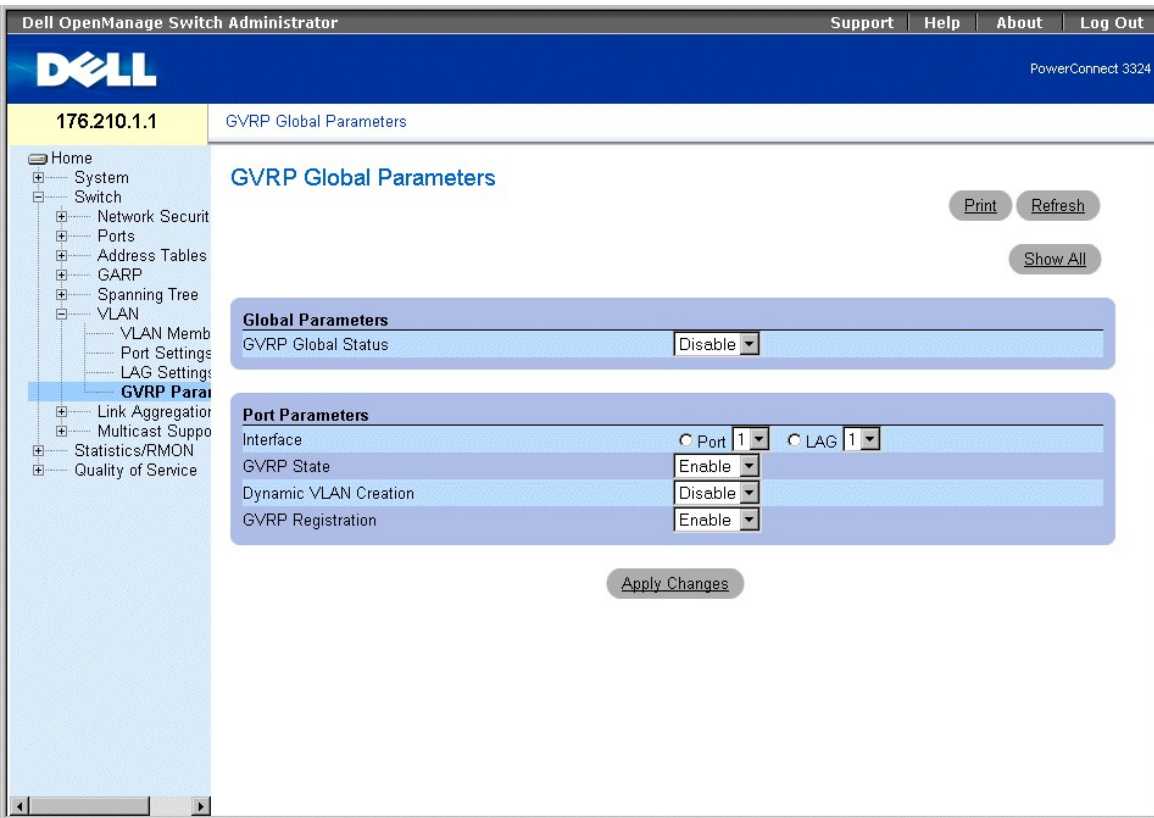 Dell OpenManage Switch Administrator Support Help About Log Out
DELL
PowerConnect 3324
176.210.1.1
GVRP Global Parameters
Home
System
Switch
Network Securit
Ports
Address Tables
GARP
Spanning Tree
VLAN
VLAN Memb
Port Settings
LAG Settings
GVRP Para
Link Aggregation
Multicast Suppo
Statistics/RMON
Quality of Service
GVRP Global Parameters
Print Refresh
Show All
Global Parameters
GVRP Global Status Disable
Port Parameters
Interface Port 1 LAG 1
GVRP State Enable
Dynamic VLAN Creation Disable
GVRP Registration Enable
Apply Changes